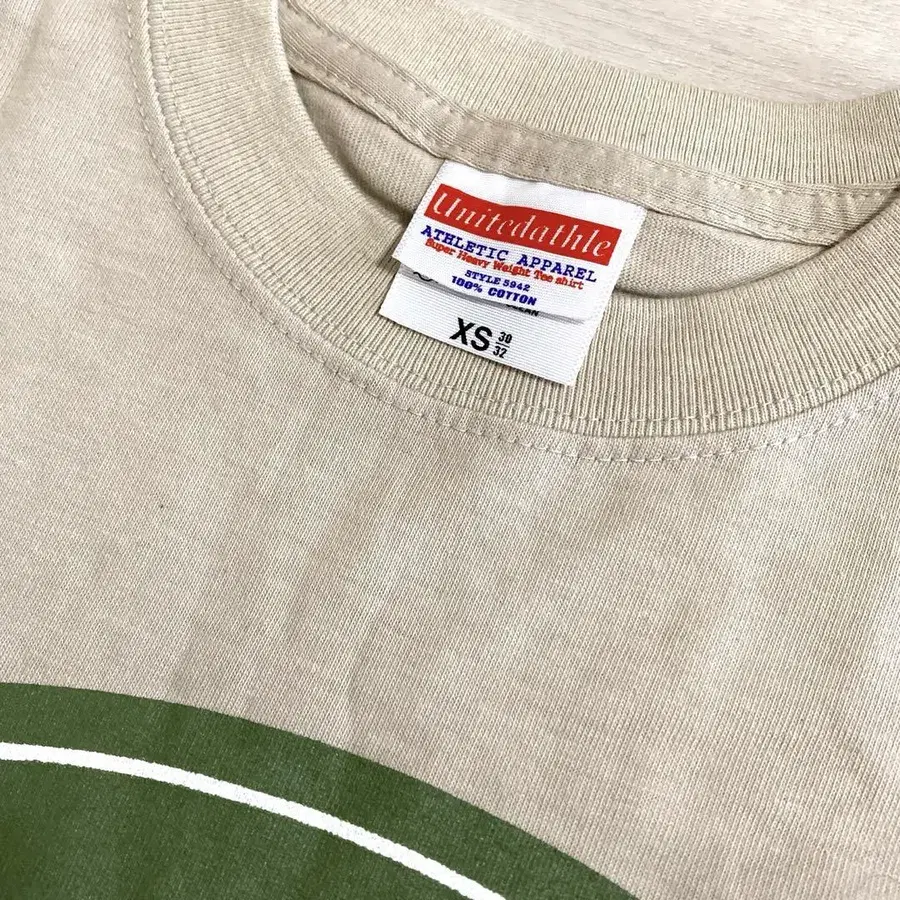 Unitedathle
ATHLETIC APPAREL
Super Heavy Weight Tee shirt
STYLE 5942
100% COTTON
XS 30/32